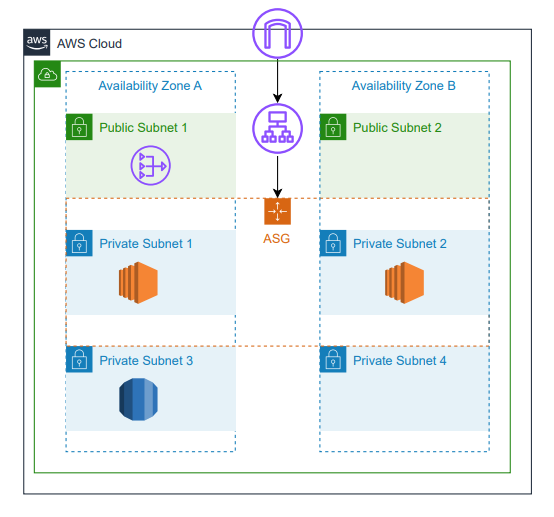 aws
AWS Cloud
Availability Zone A
Availability Zone B
Public Subnet 1
Public Subnet 2
ASG
Private Subnet 1
Private Subnet 2
Private Subnet 3
Private Subnet 4